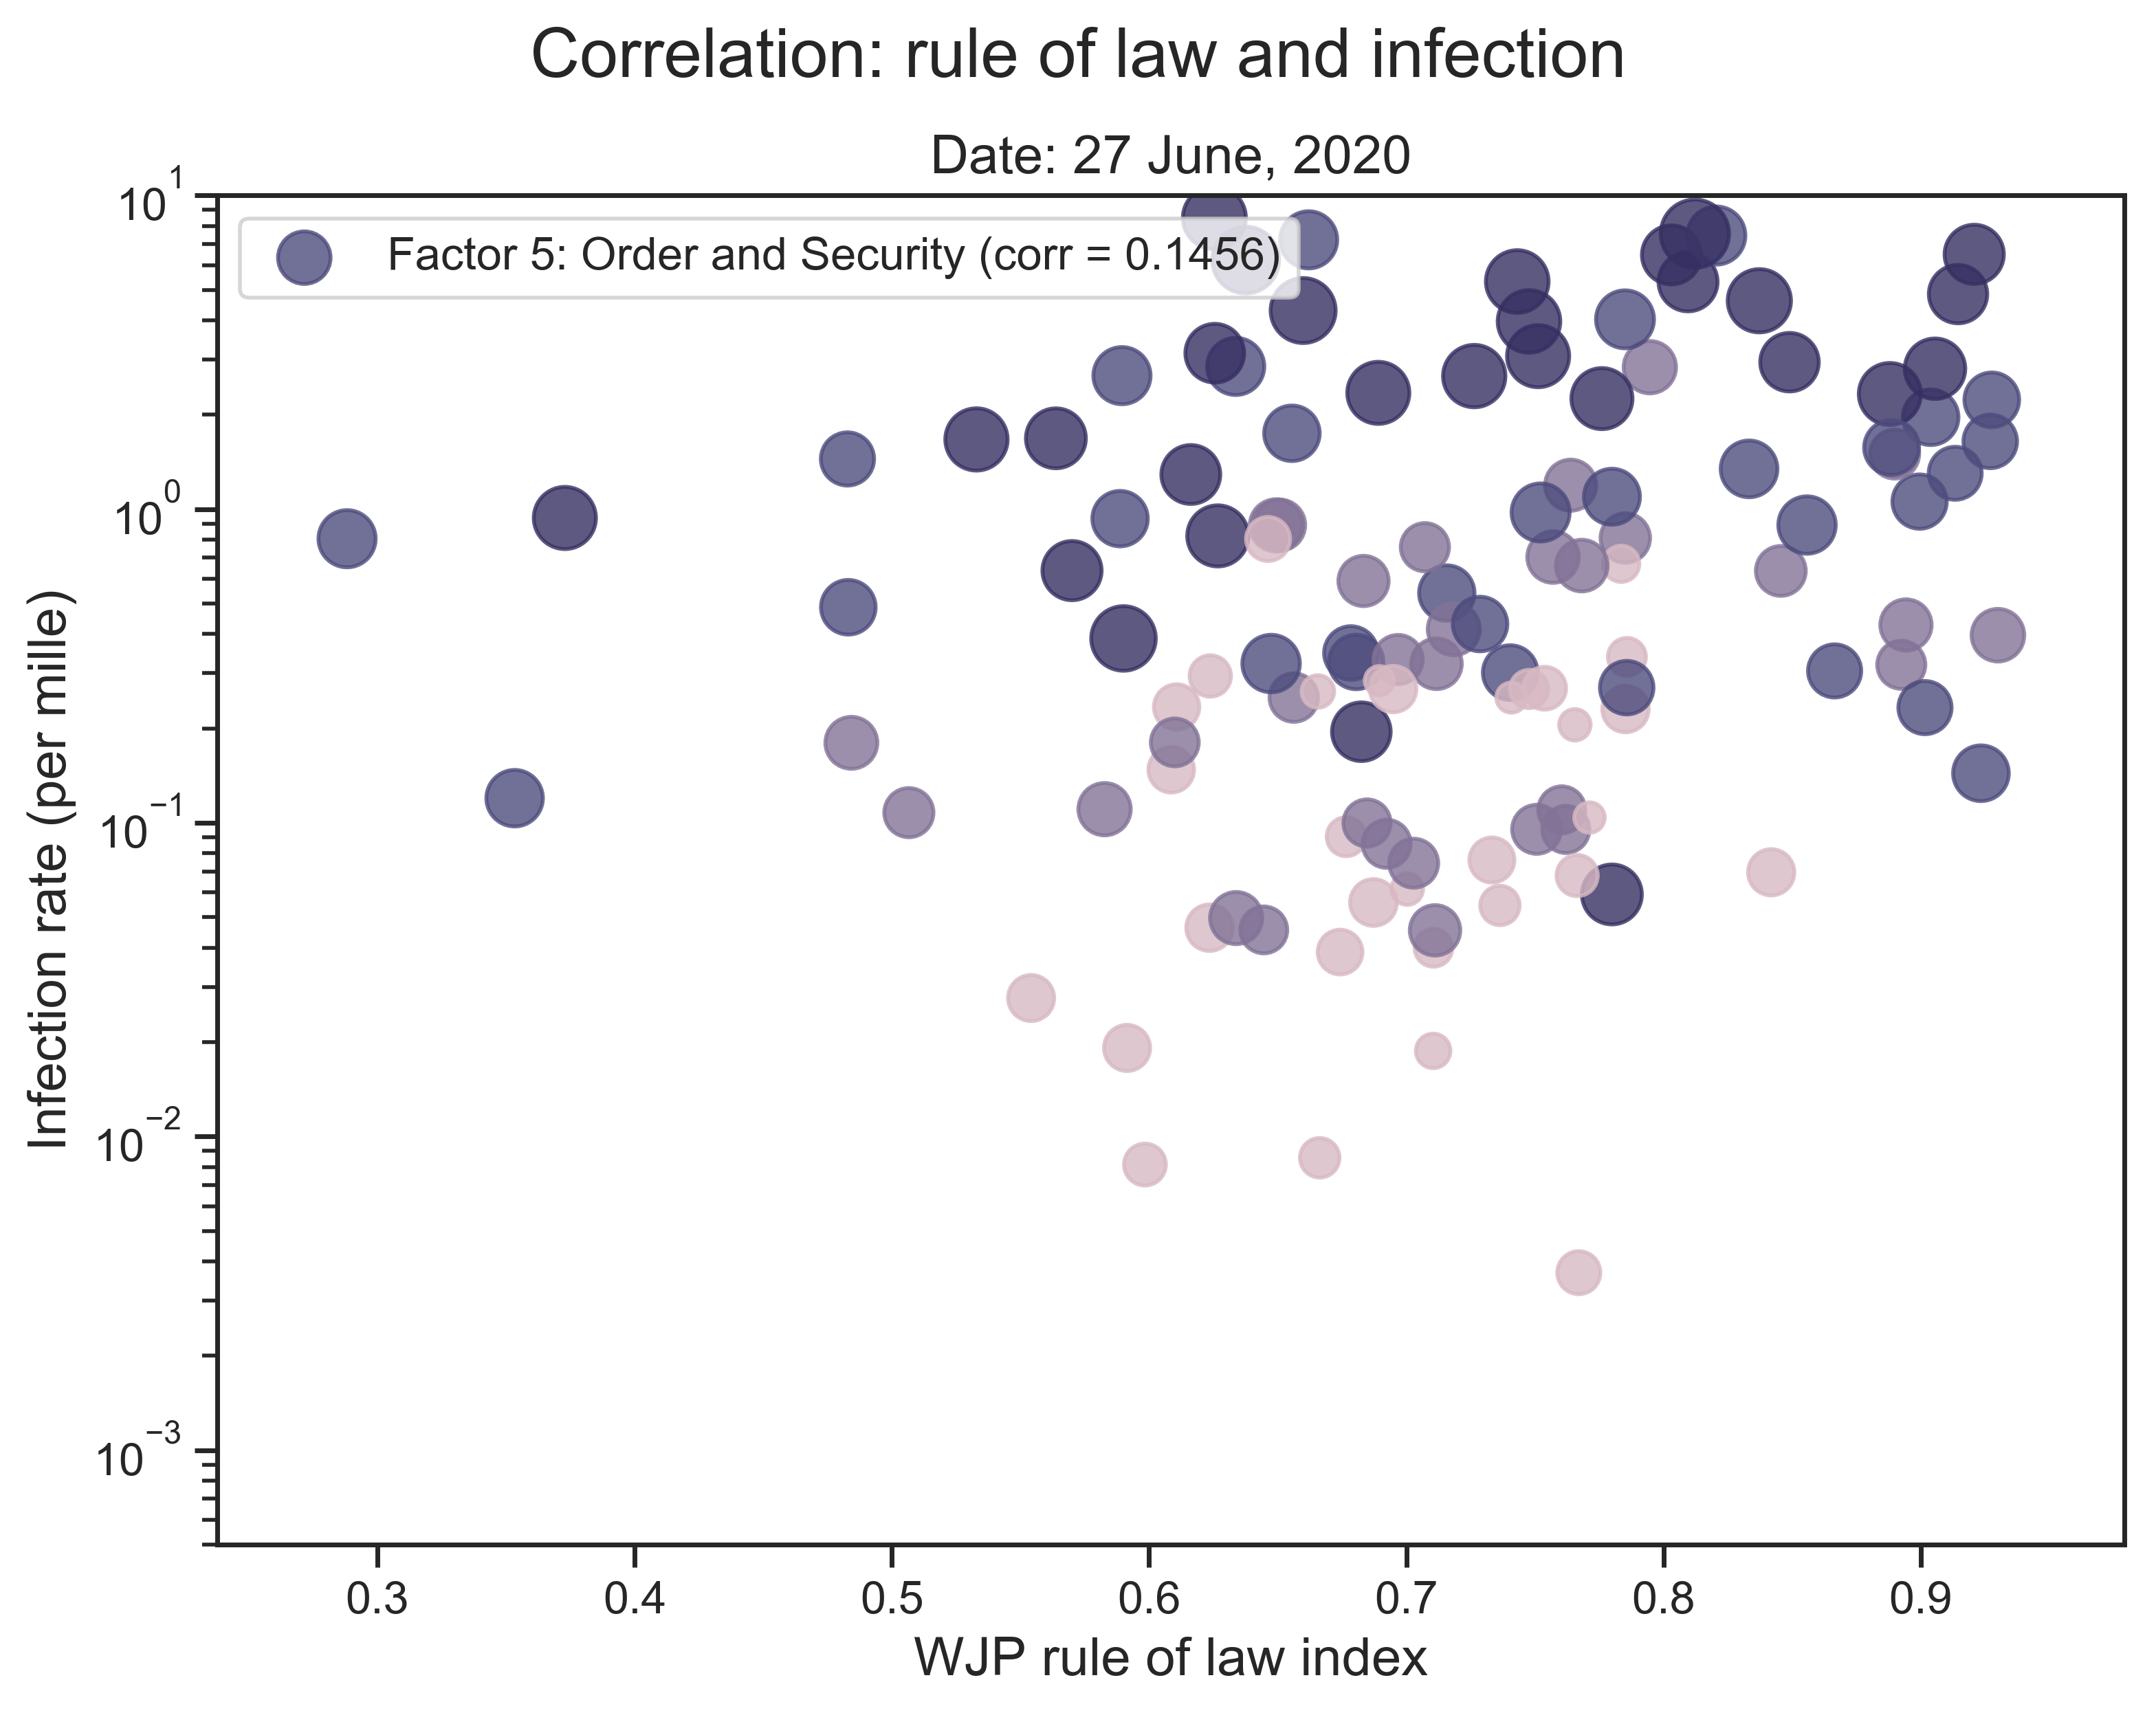 Correlation: rule of law and infection
Date: 27 June, 2020
Factor 5: Order and Security (corr = 0.1456)
Infection rate (per mille)
10^1
10^0
10^−1
10^−2
10^−3
0.3 0.4 0.5 0.6 0.7 0.8 0.9
WJP rule of law index